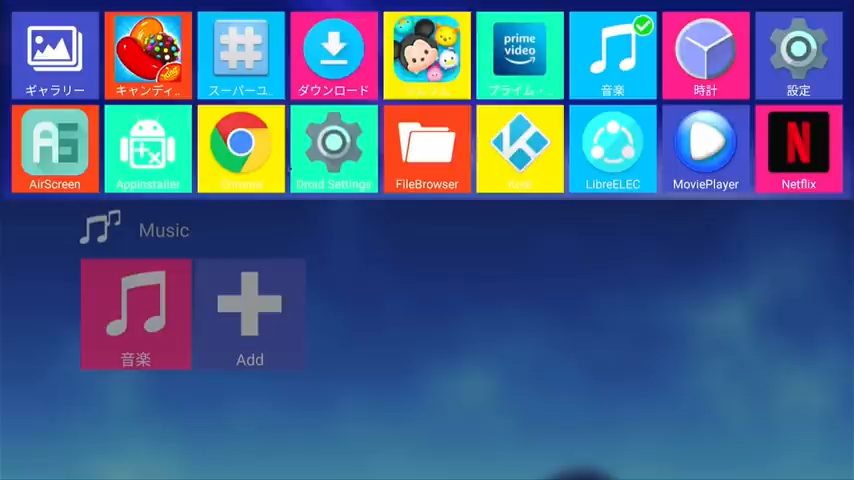 ギャラリー
キャンディ..
スーパーユ..
ダウンロード
prime video
プライム・..
音楽
時計
設定
AirScreen
AppInstaller
Chrome
Droid Settings
FileBrowser
Kodi
LibreELEC
MoviePlayer
N
Netflix
Music
音楽
Add